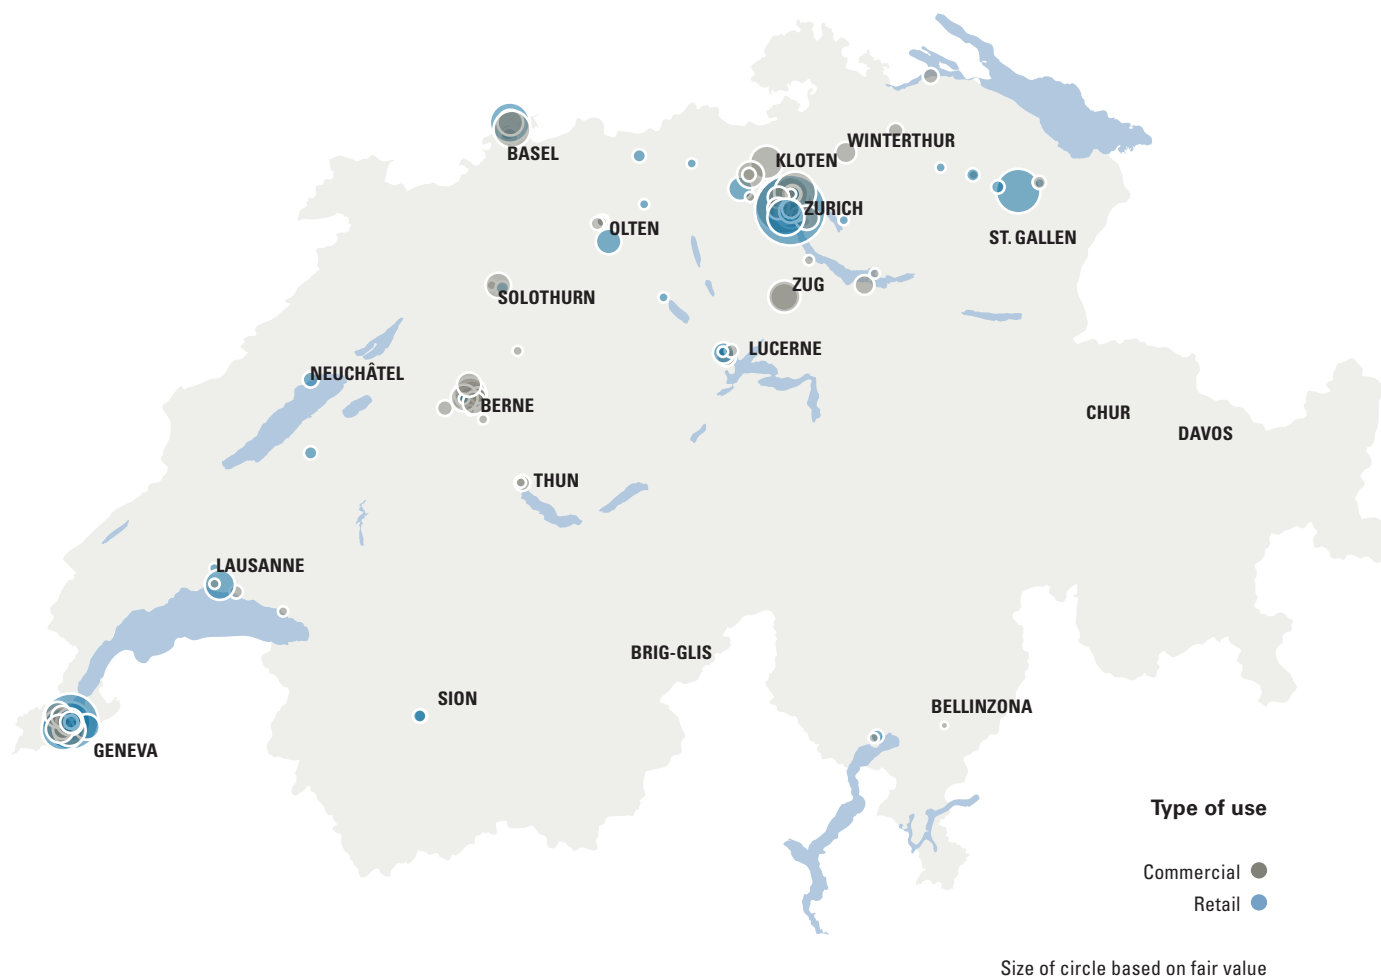 BASEL
KLOTEN
WINTERTHUR
ZURICH
OLTEN
ST. GALLEN
SOLOTHURN
ZUG
LUCERNE
NEUCHÂTEL
BERNE
CHUR
DAVOS
THUN
LAUSANNE
BRIG-GLIS
SION
BELLINZONA
GENEVA
Type of use
Commercial
Retail
Size of circle based on fair value